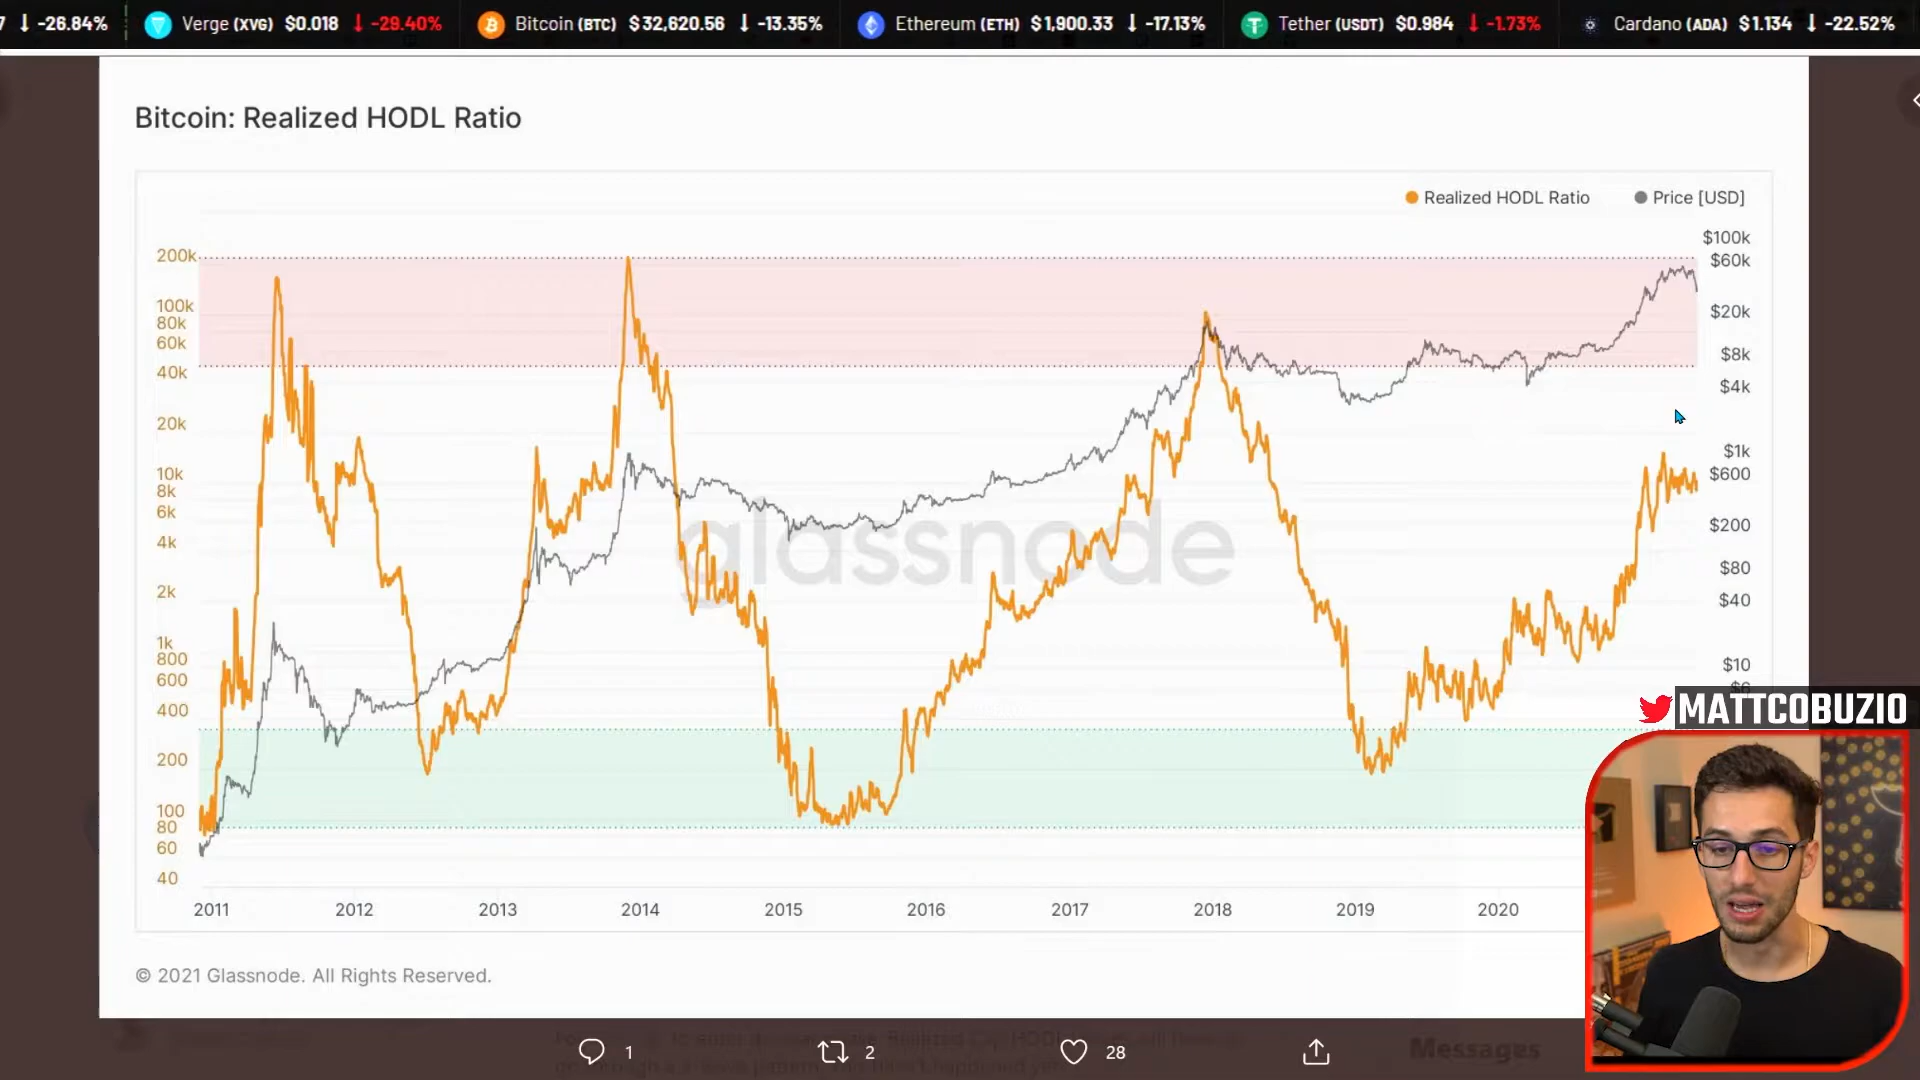 7 ↓ -26.84% Verge (XVG) $0.018 ↓ -29.40% Bitcoin (BTC) $32,620.56 ↓ -13.35% Ethereum (ETH) $1,900.33 ↓ -17.13% Tether (USDT) $0.984 ↓ -1.73% Cardano (ADA) $1.134 ↓ -22.52%
Bitcoin: Realized HODL Ratio
Realized HODL Ratio Price [USD]
200k
100k
80k
60k
40k
20k
10k
8k
6k
4k
2k
1k
800
600
400
200
100
80
60
40
$100k
$60k
$20k
$8k
$4k
$1k
$600
$200
$80
$40
$10
glassnode
MATTCOBUZIO
2011 2012 2013 2014 2015 2016 2017 2018 2019 2020
© 2021 Glassnode. All Rights Reserved.
1 2 28
Messages